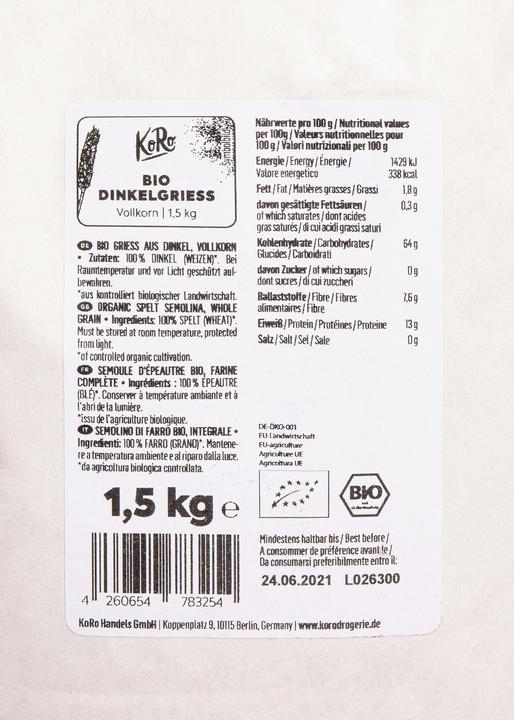 KoRo
BIO
DINKELGRIESS
Vollkorn | 1,5 kg
DE BIO GRIESS AUS DINKEL, VOLLKORN
• Zutaten: 100 % DINKEL (WEIZEN)*. Bei
Raumtemperatur und vor Licht geschützt auf-
bewahren.
*aus kontrolliert biologischer Landwirtschaft.
GB ORGANIC SPELT SEMOLINA, WHOLE
GRAIN • Ingredients: 100% SPELT (WHEAT)*.
Must be stored at room temperature, protected
from light.
*of controlled organic cultivation.
FR SEMOULE D'ÉPEAUTRE BIO, FARINE
COMPLÈTE • Ingrédients : 100 % ÉPEAUTRE
(BLÉ)*. Conserver à température ambiante et à
l'abri de la lumière.
*issu de l'agriculture biologique.
IT SEMOLINO DI FARRO BIO, INTEGRALE •
Ingredienti: 100 % FARRO (GRANO)*. Mantene-
re a temperatura ambiente e al riparo dalla luce.
*da agricoltura biologica controllata.
1,5 kg e
4 260654 783254
Nährwerte pro 100 g / Nutritional values
per 100g / Valeurs nutritionnelles pour
100 g / Valori nutrizionali per 100 g
Energie / Energy / Énergie / 1429 kJ
Valore energetico 338 kcal
Fett / Fat / Matières grasses / Grassi 1,8 g
davon gesättigte Fettsäuren / 0,3 g
of which saturates / dont acides
gras saturés / di cui acidi grassi saturi
Kohlenhydrate / Carbohydrates / 64 g
Glucides / Carboidrati
davon Zucker / of which sugars / 0 g
dont sucres / di cui zuccheri
Ballaststoffe / Fibre / Fibres 7,6 g
alimentaires / Fibre
Eiweiß / Protein / Protéines / Proteine 13 g
Salz / Salt / Sel / Sale 0 g
DE-ÖKO-001
EU-Landwirtschaft
EU-agriculture
Agriculture UE
Agricoltura UE
BIO
Mindestens haltbar bis / Best before /
A consommer de préférence avant le /
Da consumarsi preferibilmente entro il:
24.06.2021 L026300
KoRo Handels GmbH | Koppenplatz 9, 10115 Berlin, Germany | www.korodrogerie.de